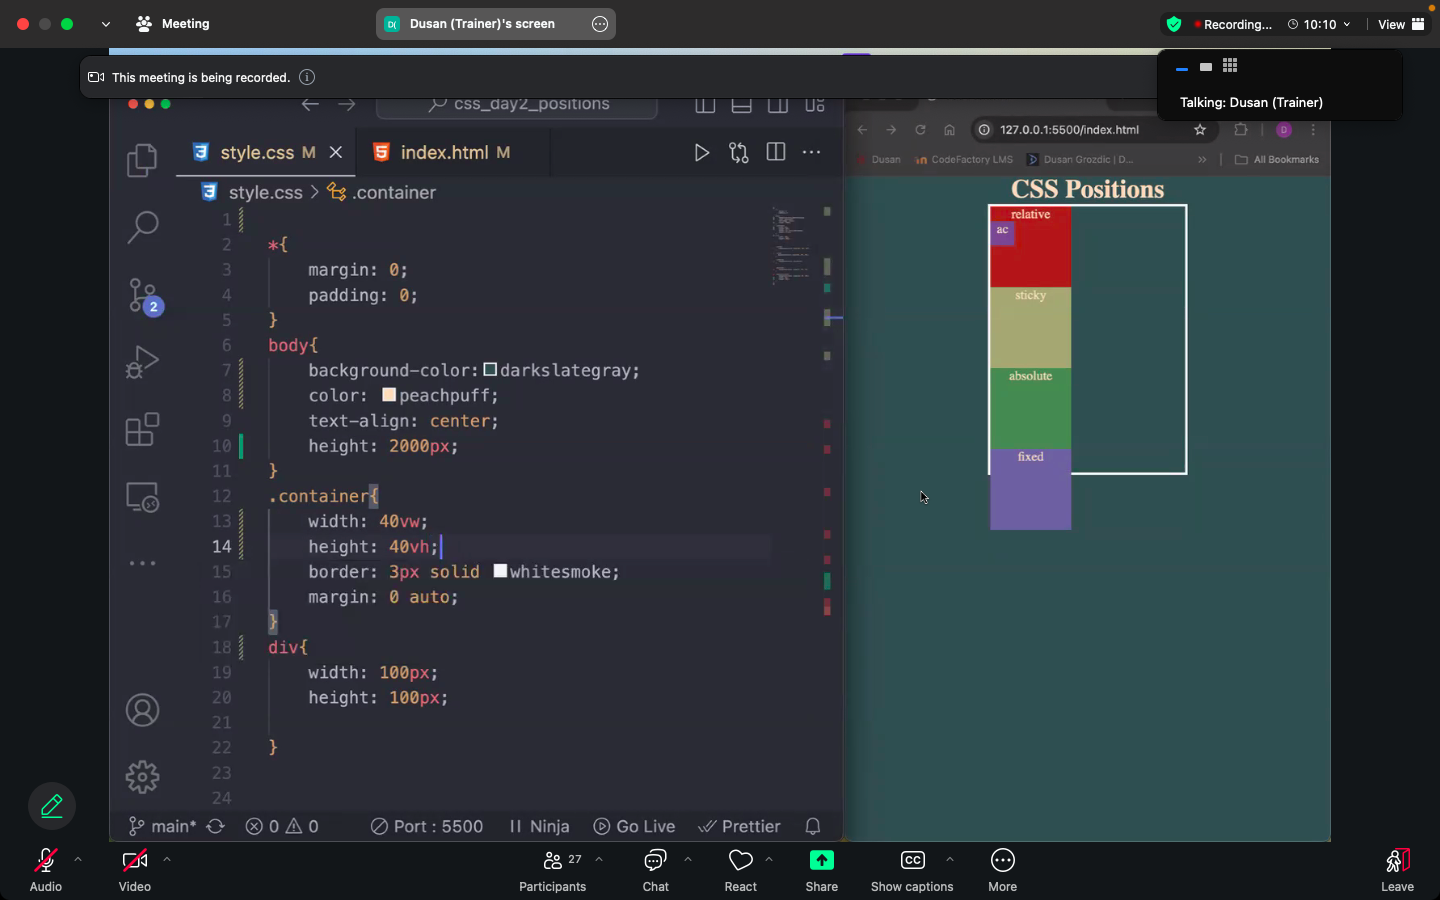 Meeting
D( Dusan (Trainer)'s screen
Recording...
10:10
View
This meeting is being recorded.
Talking: Dusan (Trainer)
css_day2_positions
style.css M
index.html M
style.css > .container
1
2 *{
3 margin: 0;
4 padding: 0;
5 }
6 body{
7 background-color: darkslategray;
8 color: peachpuff;
9 text-align: center;
10 height: 2000px;
11 }
12 .container{
13 width: 40vw;
14 height: 40vh;
15 border: 3px solid whitesmoke;
16 margin: 0 auto;
17 }
18 div{
19 width: 100px;
20 height: 100px;
21
22 }
23
24
2
main*
0 0
Port : 5500
Ninja
Go Live
Prettier
127.0.0.1:5500/index.html
D
Dusan
CodeFactory LMS
Dusan Grozdic | D...
»
All Bookmarks
CSS Positions
relative
ac
sticky
absolute
fixed
Audio
Video
Participants
27
Chat
React
Share
CC
Show captions
More
Leave